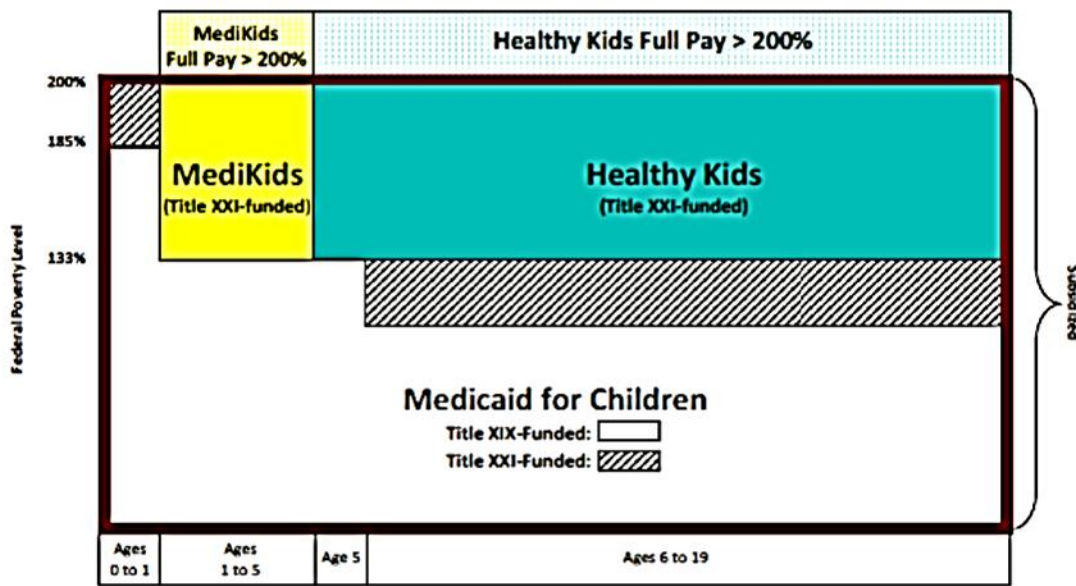 MediKids
Full Pay > 200%
Healthy Kids Full Pay > 200%
200%
185%
133%
Federal Poverty Level
MediKids
(Title XXI-funded)
Healthy Kids
(Title XXI-funded)
Subsidized
Medicaid for Children
Title XIX-Funded:
Title XXI-Funded:
Ages
0 to 1
Ages
1 to 5
Age 5
Ages 6 to 19